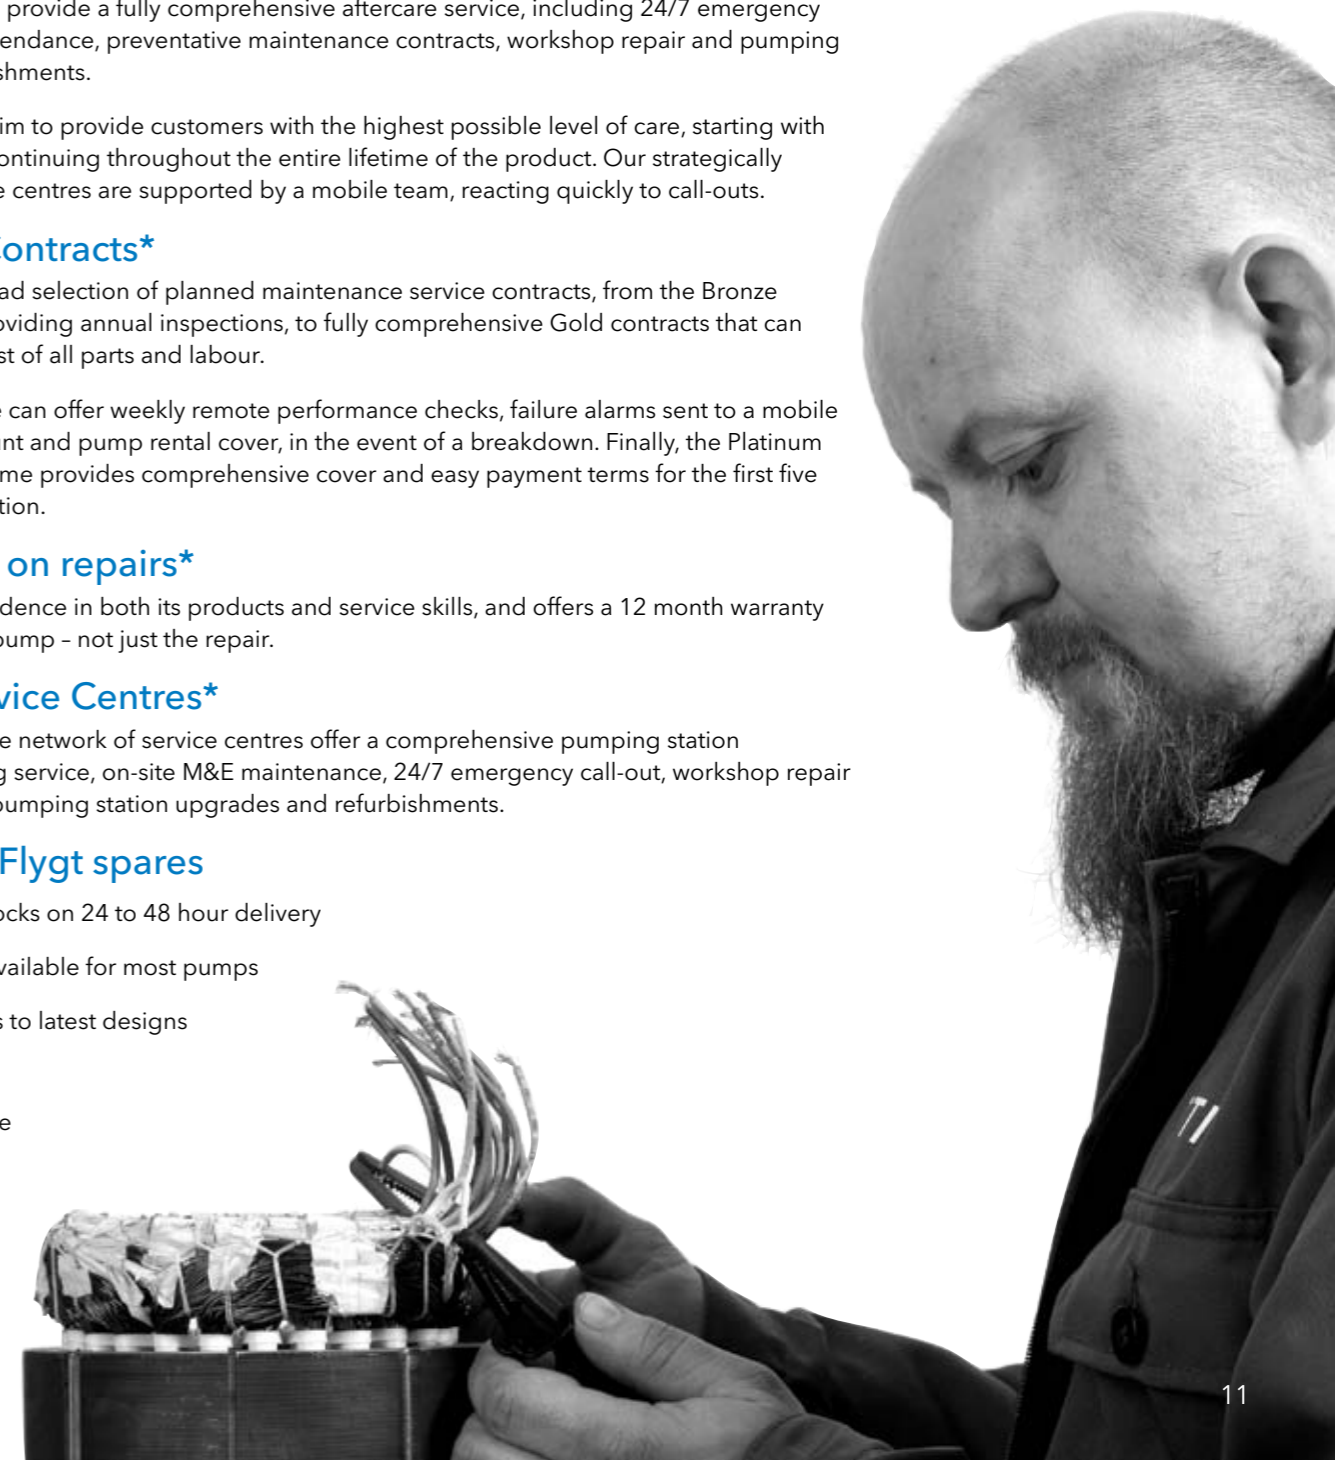 provide a fully comprehensive aftercare service, including 24/7 emergency
endance, preventative maintenance contracts, workshop repair and pumping
shments.
im to provide customers with the highest possible level of care, starting with
ontinuing throughout the entire lifetime of the product. Our strategically
e centres are supported by a mobile team, reacting quickly to call-outs.
ontracts*
ad selection of planned maintenance service contracts, from the Bronze
oviding annual inspections, to fully comprehensive Gold contracts that can
st of all parts and labour.
e can offer weekly remote performance checks, failure alarms sent to a mobile
unt and pump rental cover, in the event of a breakdown. Finally, the Platinum
me provides comprehensive cover and easy payment terms for the first five
tion.
on repairs*
dence in both its products and service skills, and offers a 12 month warranty
pump – not just the repair.
vice Centres*
e network of service centres offer a comprehensive pumping station
g service, on-site M&E maintenance, 24/7 emergency call-out, workshop repair
pumping station upgrades and refurbishments.
Flygt spares
ocks on 24 to 48 hour delivery
vailable for most pumps
s to latest designs
e
11